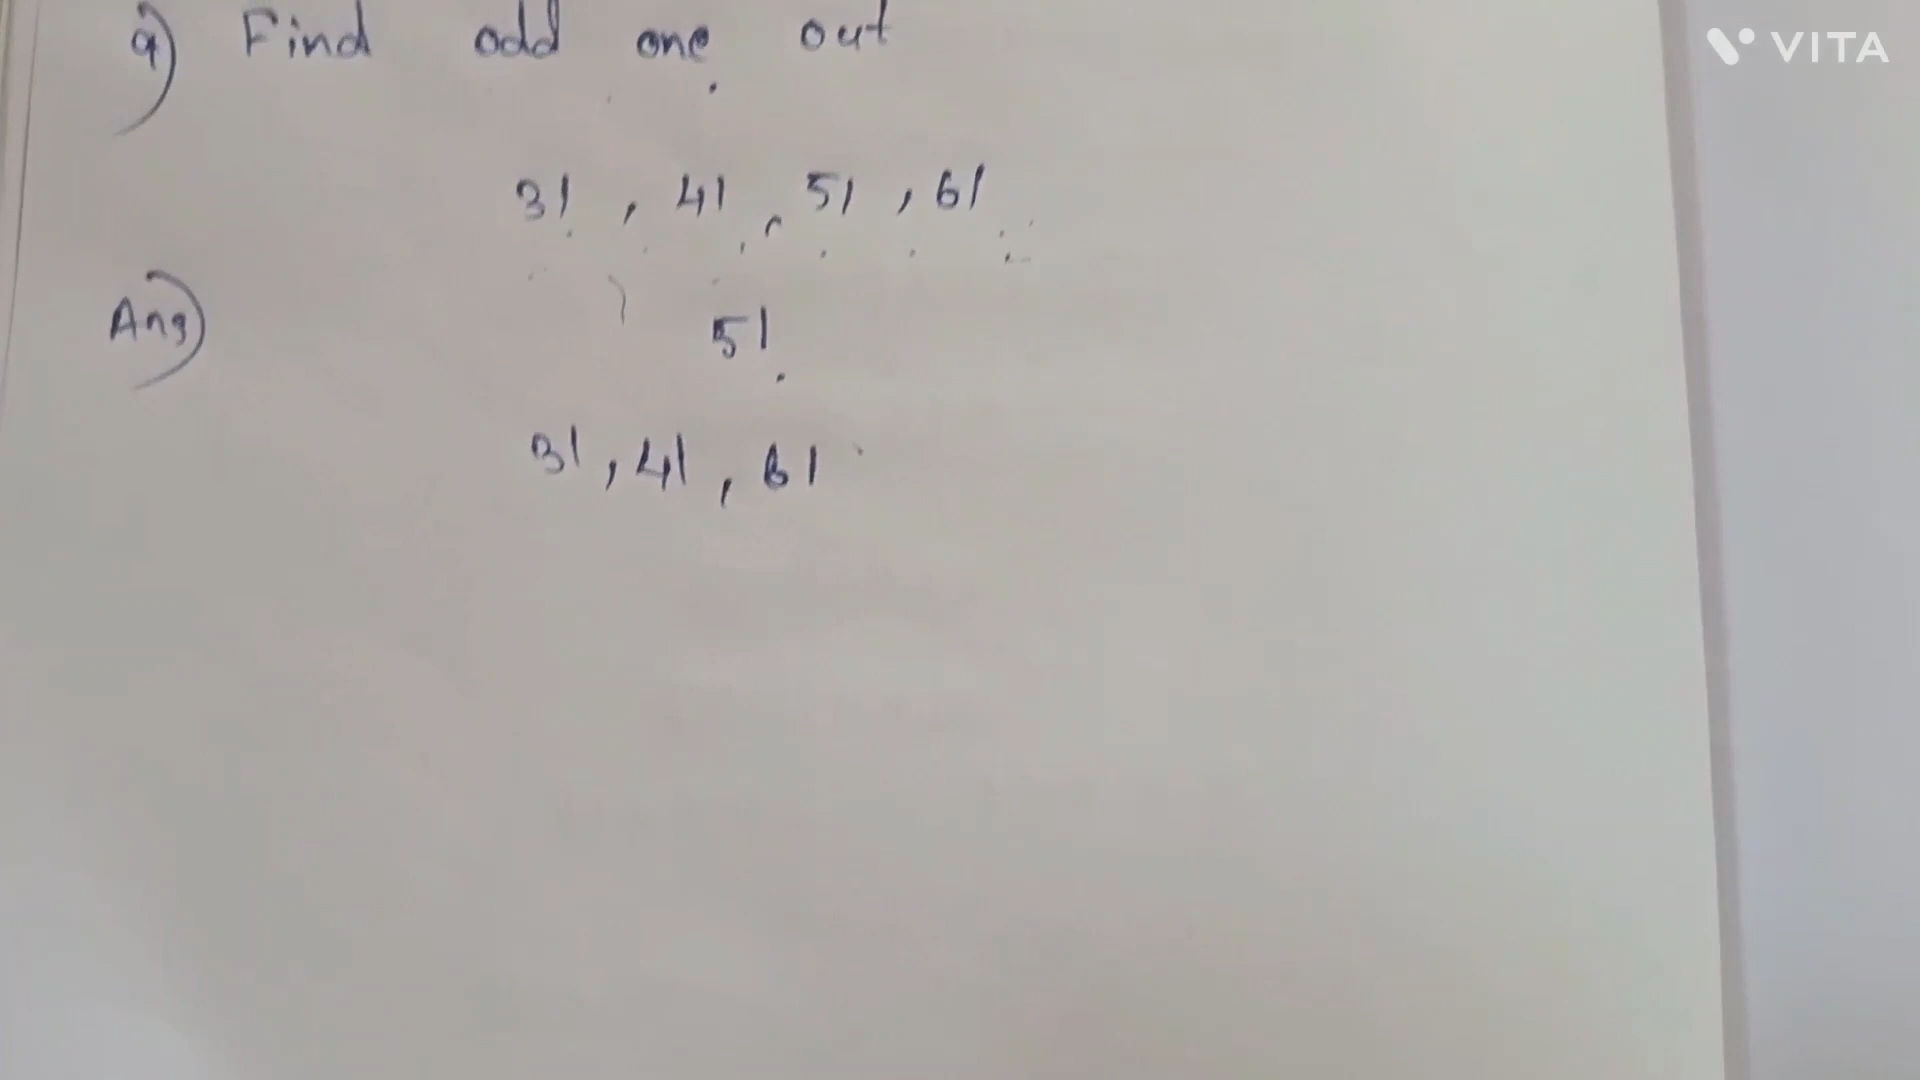 9) Find odd one out
VITA
31, 41, 51, 61
Ans) 51
31, 41, 61